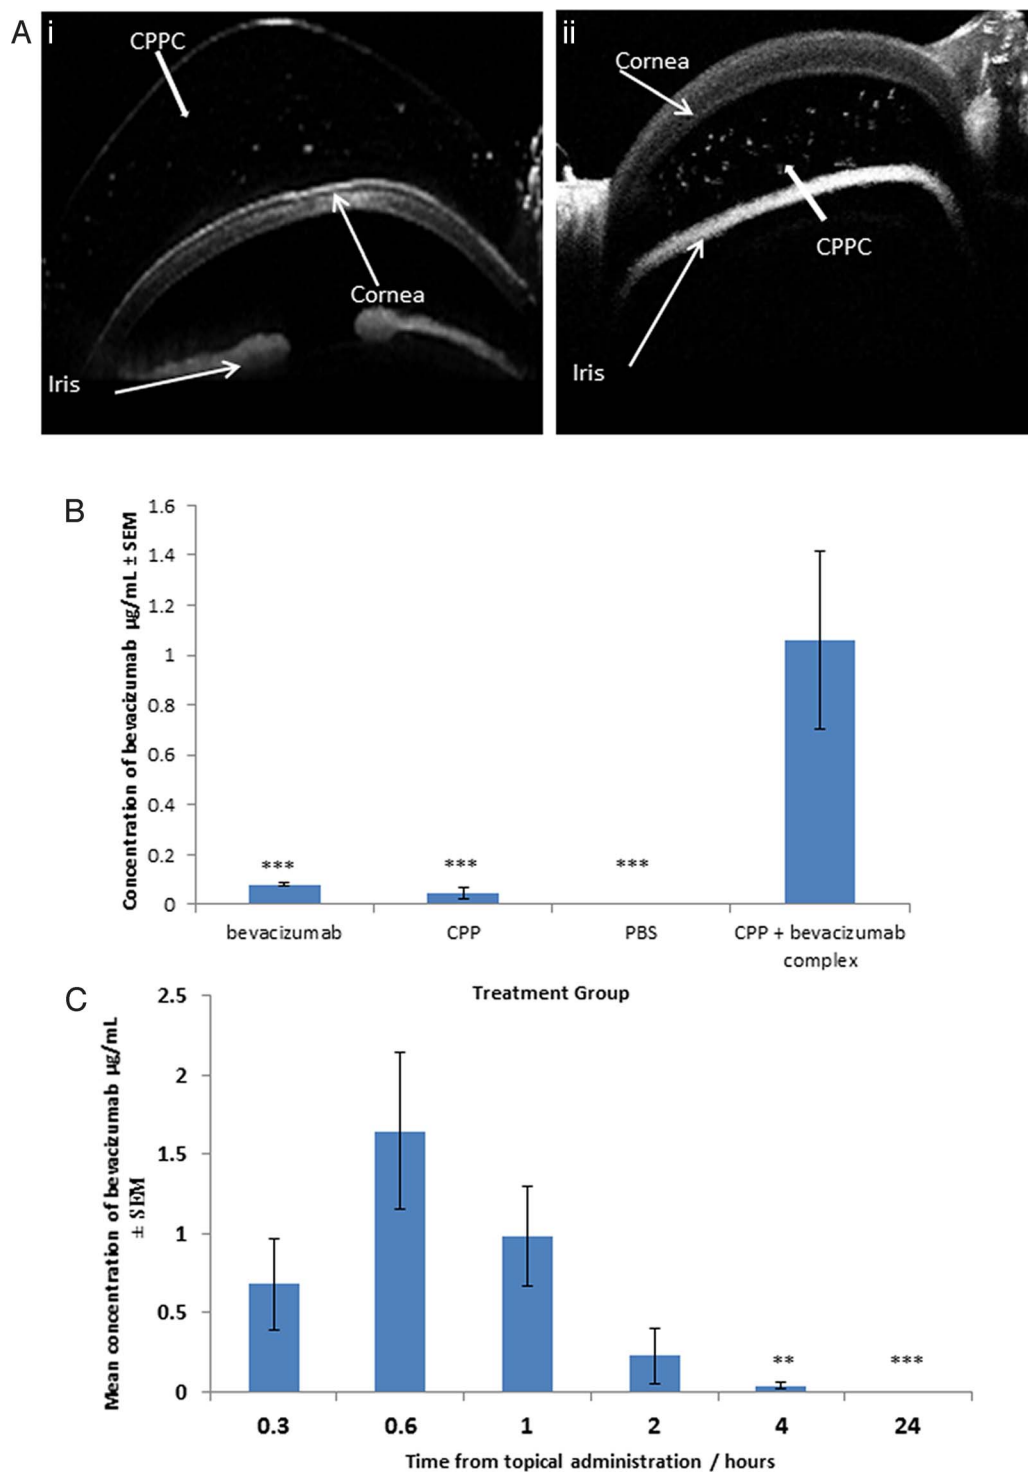 A
i
CPPC
Cornea
Iris
ii
Cornea
CPPC
Iris
B
Concentration of bevacizumab µg/mL ± SEM
1.6
1.4
1.2
1
0.8
0.6
0.4
0.2
0
***
***
***
bevacizumab
CPP
PBS
CPP + bevacizumab
complex
Treatment Group
C
Mean concentration of bevacizumab µg/mL
± SEM
2.5
2
1.5
1
0.5
0
**
***
0.3
0.6
1
2
4
24
Time from topical administration / hours